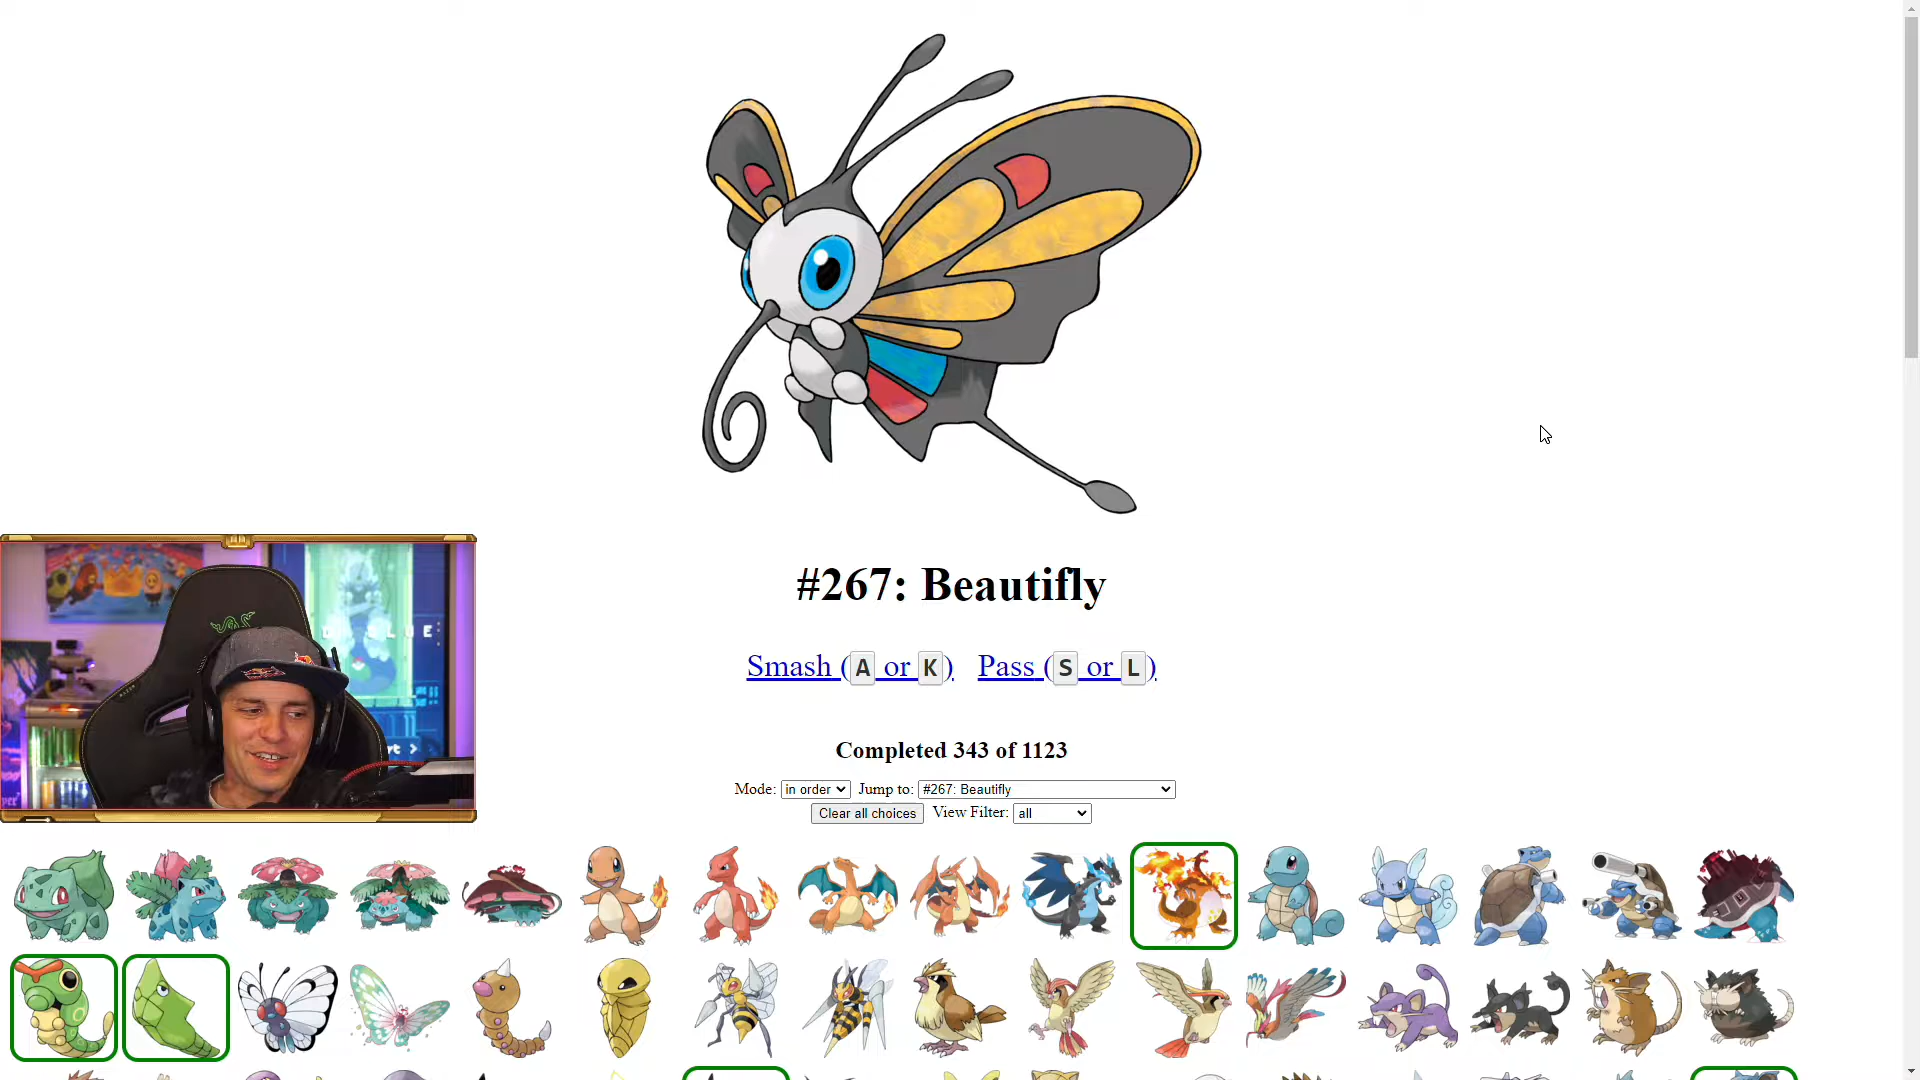 #267: Beautifly
Smash (A or K) Pass (S or L)
Completed 343 of 1123
Mode: in order Jump to: #267: Beautifly
Clear all choices View Filter: all
BLUE